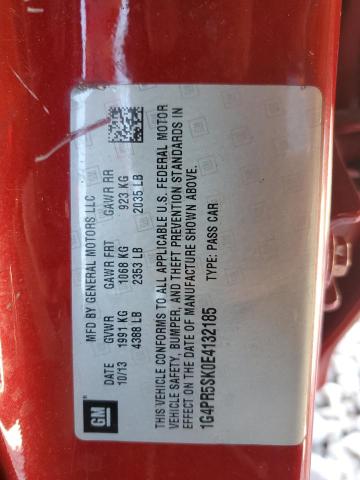 MFD BY GENERAL MOTORS LLC
DATE GVWR GAWR FRT GAWR RR
10/13 1991 KG 1068 KG 923 KG
4388 LB 2353 LB 2035 LB
THIS VEHICLE CONFORMS TO ALL APPLICABLE U.S. FEDERAL MOTOR
VEHICLE SAFETY, BUMPER, AND THEFT PREVENTION STANDARDS IN
EFFECT ON THE DATE OF MANUFACTURE SHOWN ABOVE.
1G4PR5SK0E4132185 TYPE: PASS CAR
GM